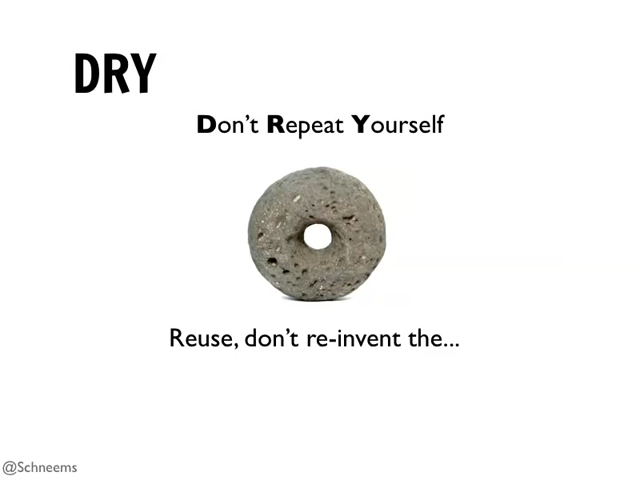 DRY
Don't Repeat Yourself
Reuse, don't re-invent the...
@Schneems